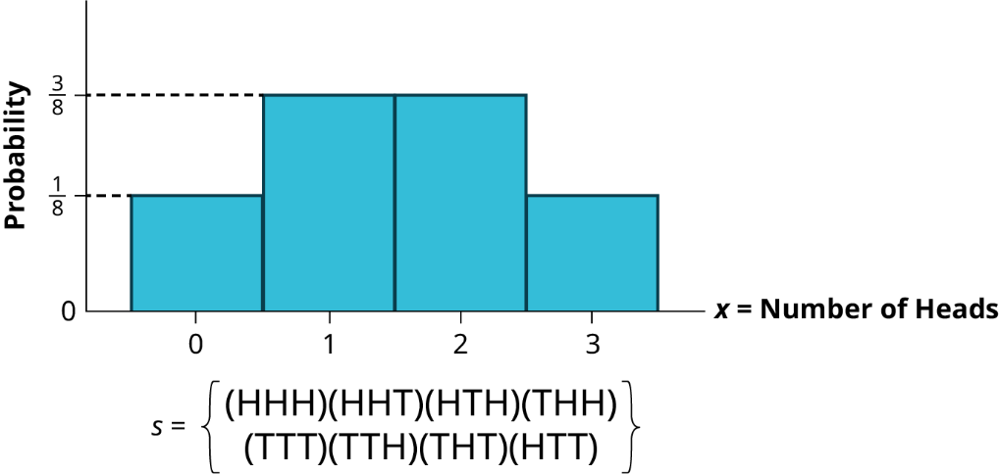 Probability
3/8
1/8
0
0 1 2 3
x = Number of Heads
s = { (HHH)(HHT)(HTH)(THH)
(TTT)(TTH)(THT)(HTT) }